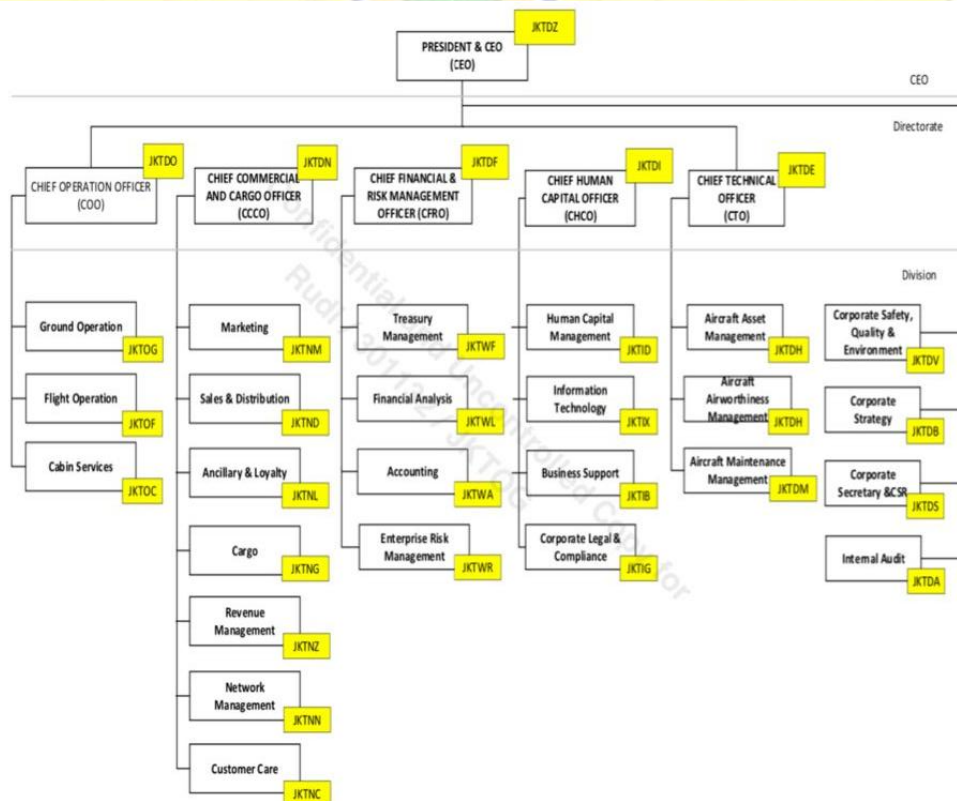 JKTDZ
PRESIDENT & CEO
(CEO)
CEO
Directorate
JKTDO
CHIEF OPERATION OFFICER
(COO)
JKTDN
CHIEF COMMERCIAL
AND CARGO OFFICER
(CCCO)
JKTDF
CHIEF FINANCIAL &
RISK MANAGEMENT
OFFICER (CFRO)
JKTDI
CHIEF HUMAN
CAPITAL OFFICER
(CHCO)
JKTDE
CHIEF TECHNICAL
OFFICER
(CTO)
Division
Ground Operation
JKTOG
Flight Operation
JKTOF
Cabin Services
JKTOC
Marketing
JKTNM
Sales & Distribution
JKTND
Ancillary & Loyalty
JKTNL
Cargo
JKTNG
Revenue
Management
JKTNZ
Network
Management
JKTNN
Customer Care
JKTNC
Treasury
Management
JKTWF
Financial Analysis
JKTWL
Accounting
JKTWA
Enterprise Risk
Management
JKTWR
Human Capital
Management
JKTID
Information
Technology
JKTIX
Business Support
JKTIB
Corporate Legal &
Compliance
JKTIG
Aircraft Asset
Management
JKTDH
Aircraft
Airworthiness
Management
JKTDH
Aircraft Maintenance
Management
JKTDM
Corporate Safety,
Quality &
Environment
JKTDV
Corporate
Strategy
JKTDB
Corporate
Secretary &CSR
JKTDS
Internal Audit
JKTDA
Confidential and Uncontrolled Copy for
Rudi / 301122 / JKTOG